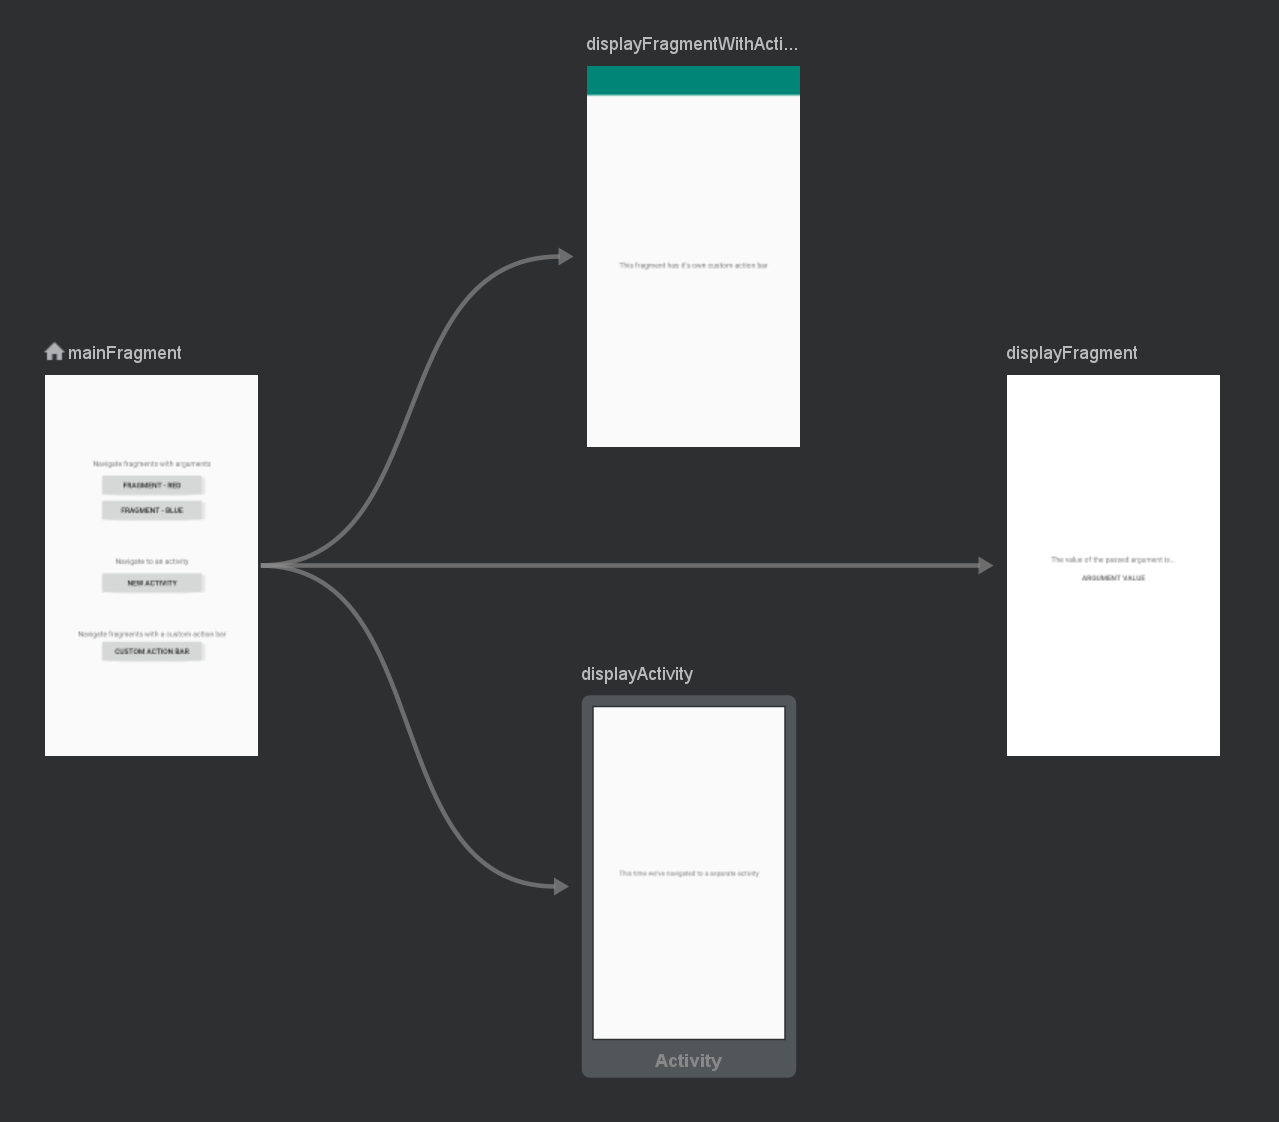 displayFragmentWithActi...
This fragment has it's own custom action bar
mainFragment
Navigate fragments with arguments
FRAGMENT - RED
FRAGMENT - BLUE
Navigate to an activity
NEW ACTIVITY
Navigate fragments with a custom action bar
CUSTOM ACTION BAR
displayFragment
The value of the passed argument is...
ARGUMENT VALUE
displayActivity
This time we've navigated to a separate activity
Activity